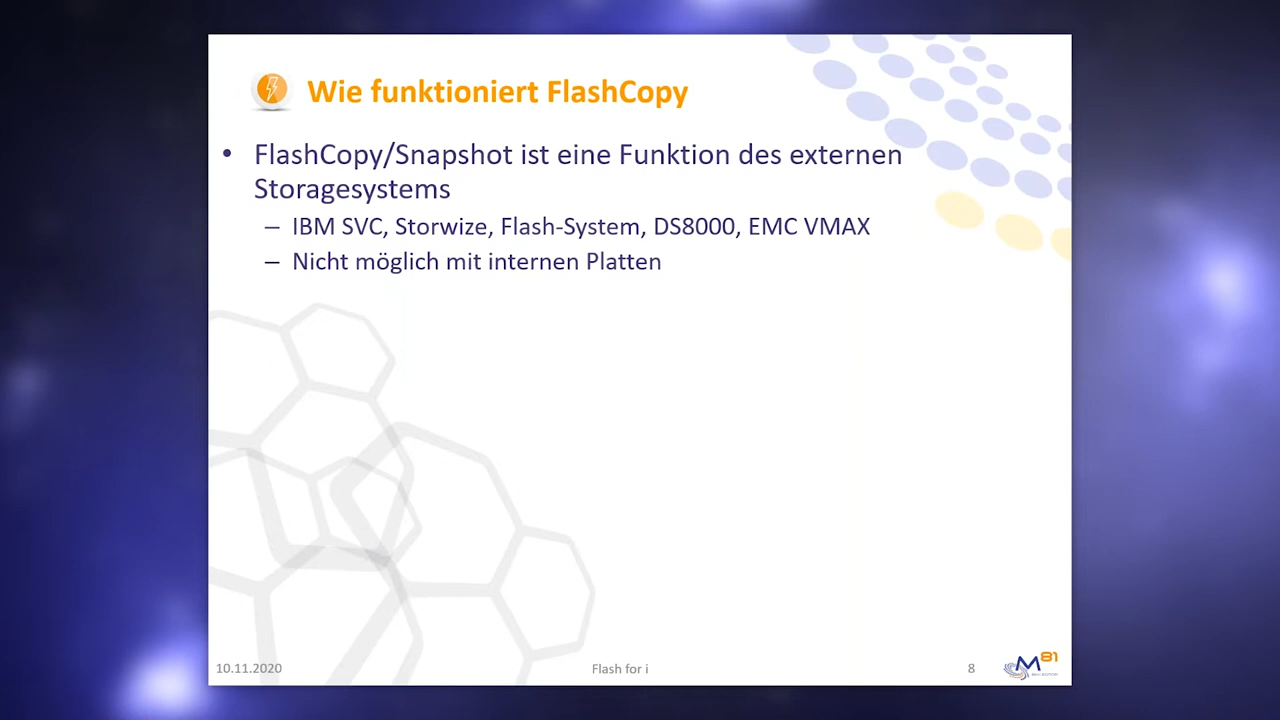 Wie funktioniert FlashCopy
• FlashCopy/Snapshot ist eine Funktion des externen
Storagesystems
– IBM SVC, Storwize, Flash-System, DS8000, EMC VMAX
– Nicht möglich mit internen Platten
10.11.2020
Flash for i
8
M81